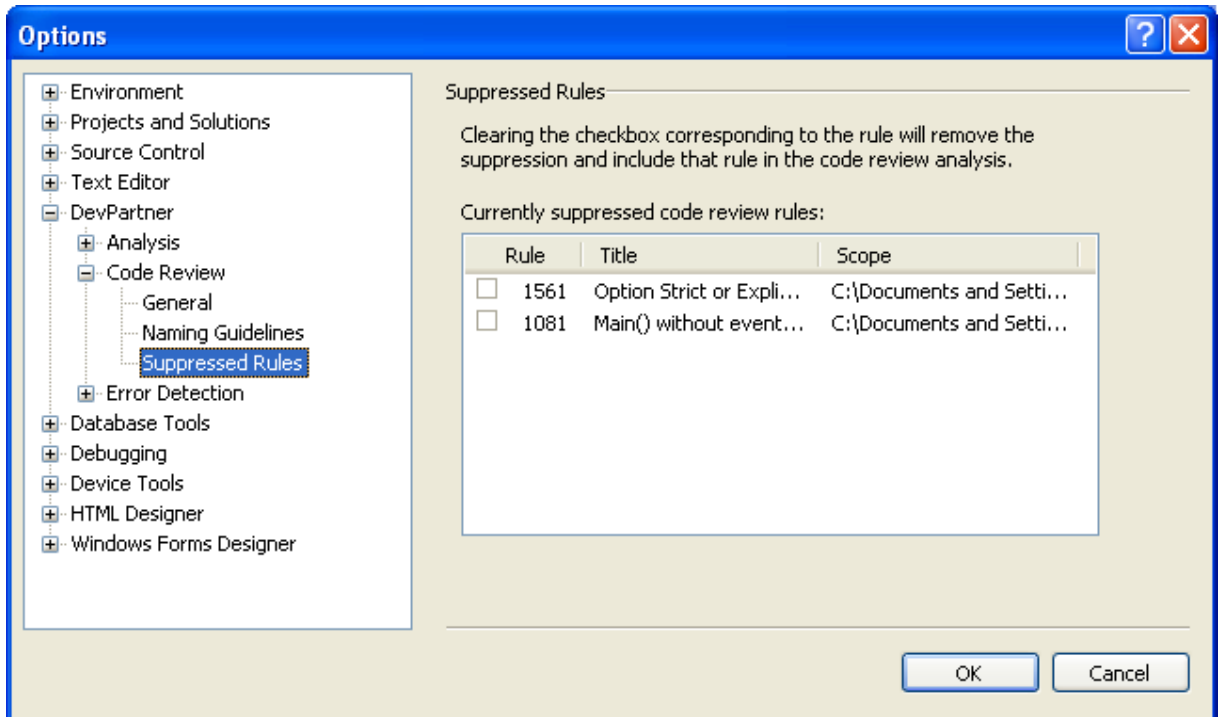 Options
Environment
Projects and Solutions
Source Control
Text Editor
DevPartner
Analysis
Code Review
General
Naming Guidelines
Suppressed Rules
Error Detection
Database Tools
Debugging
Device Tools
HTML Designer
Windows Forms Designer
Suppressed Rules
Clearing the checkbox corresponding to the rule will remove the
suppression and include that rule in the code review analysis.
Currently suppressed code review rules:
Rule Title Scope
1561 Option Strict or Expli... C:\Documents and Setti...
1081 Main() without event... C:\Documents and Setti...
OK Cancel